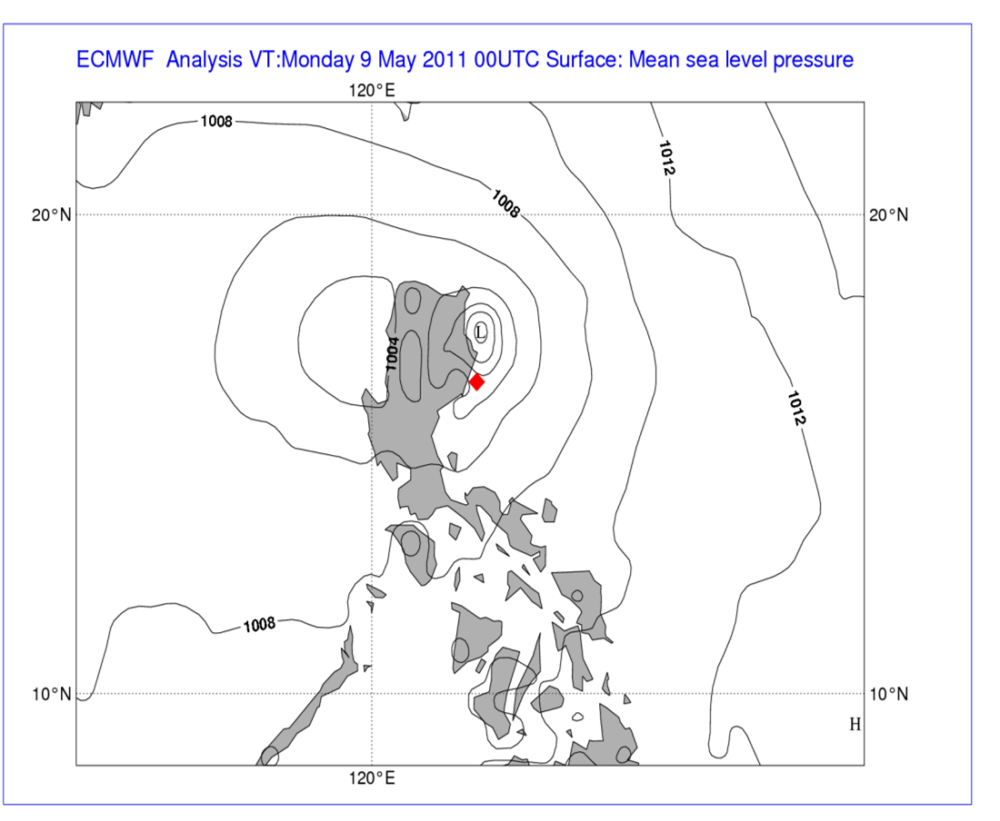 ECMWF Analysis VT:Monday 9 May 2011 00UTC Surface: Mean sea level pressure
120°E
1008
1012
1008
20°N
20°N
L
1004
1012
1008
10°N
10°N
H
120°E